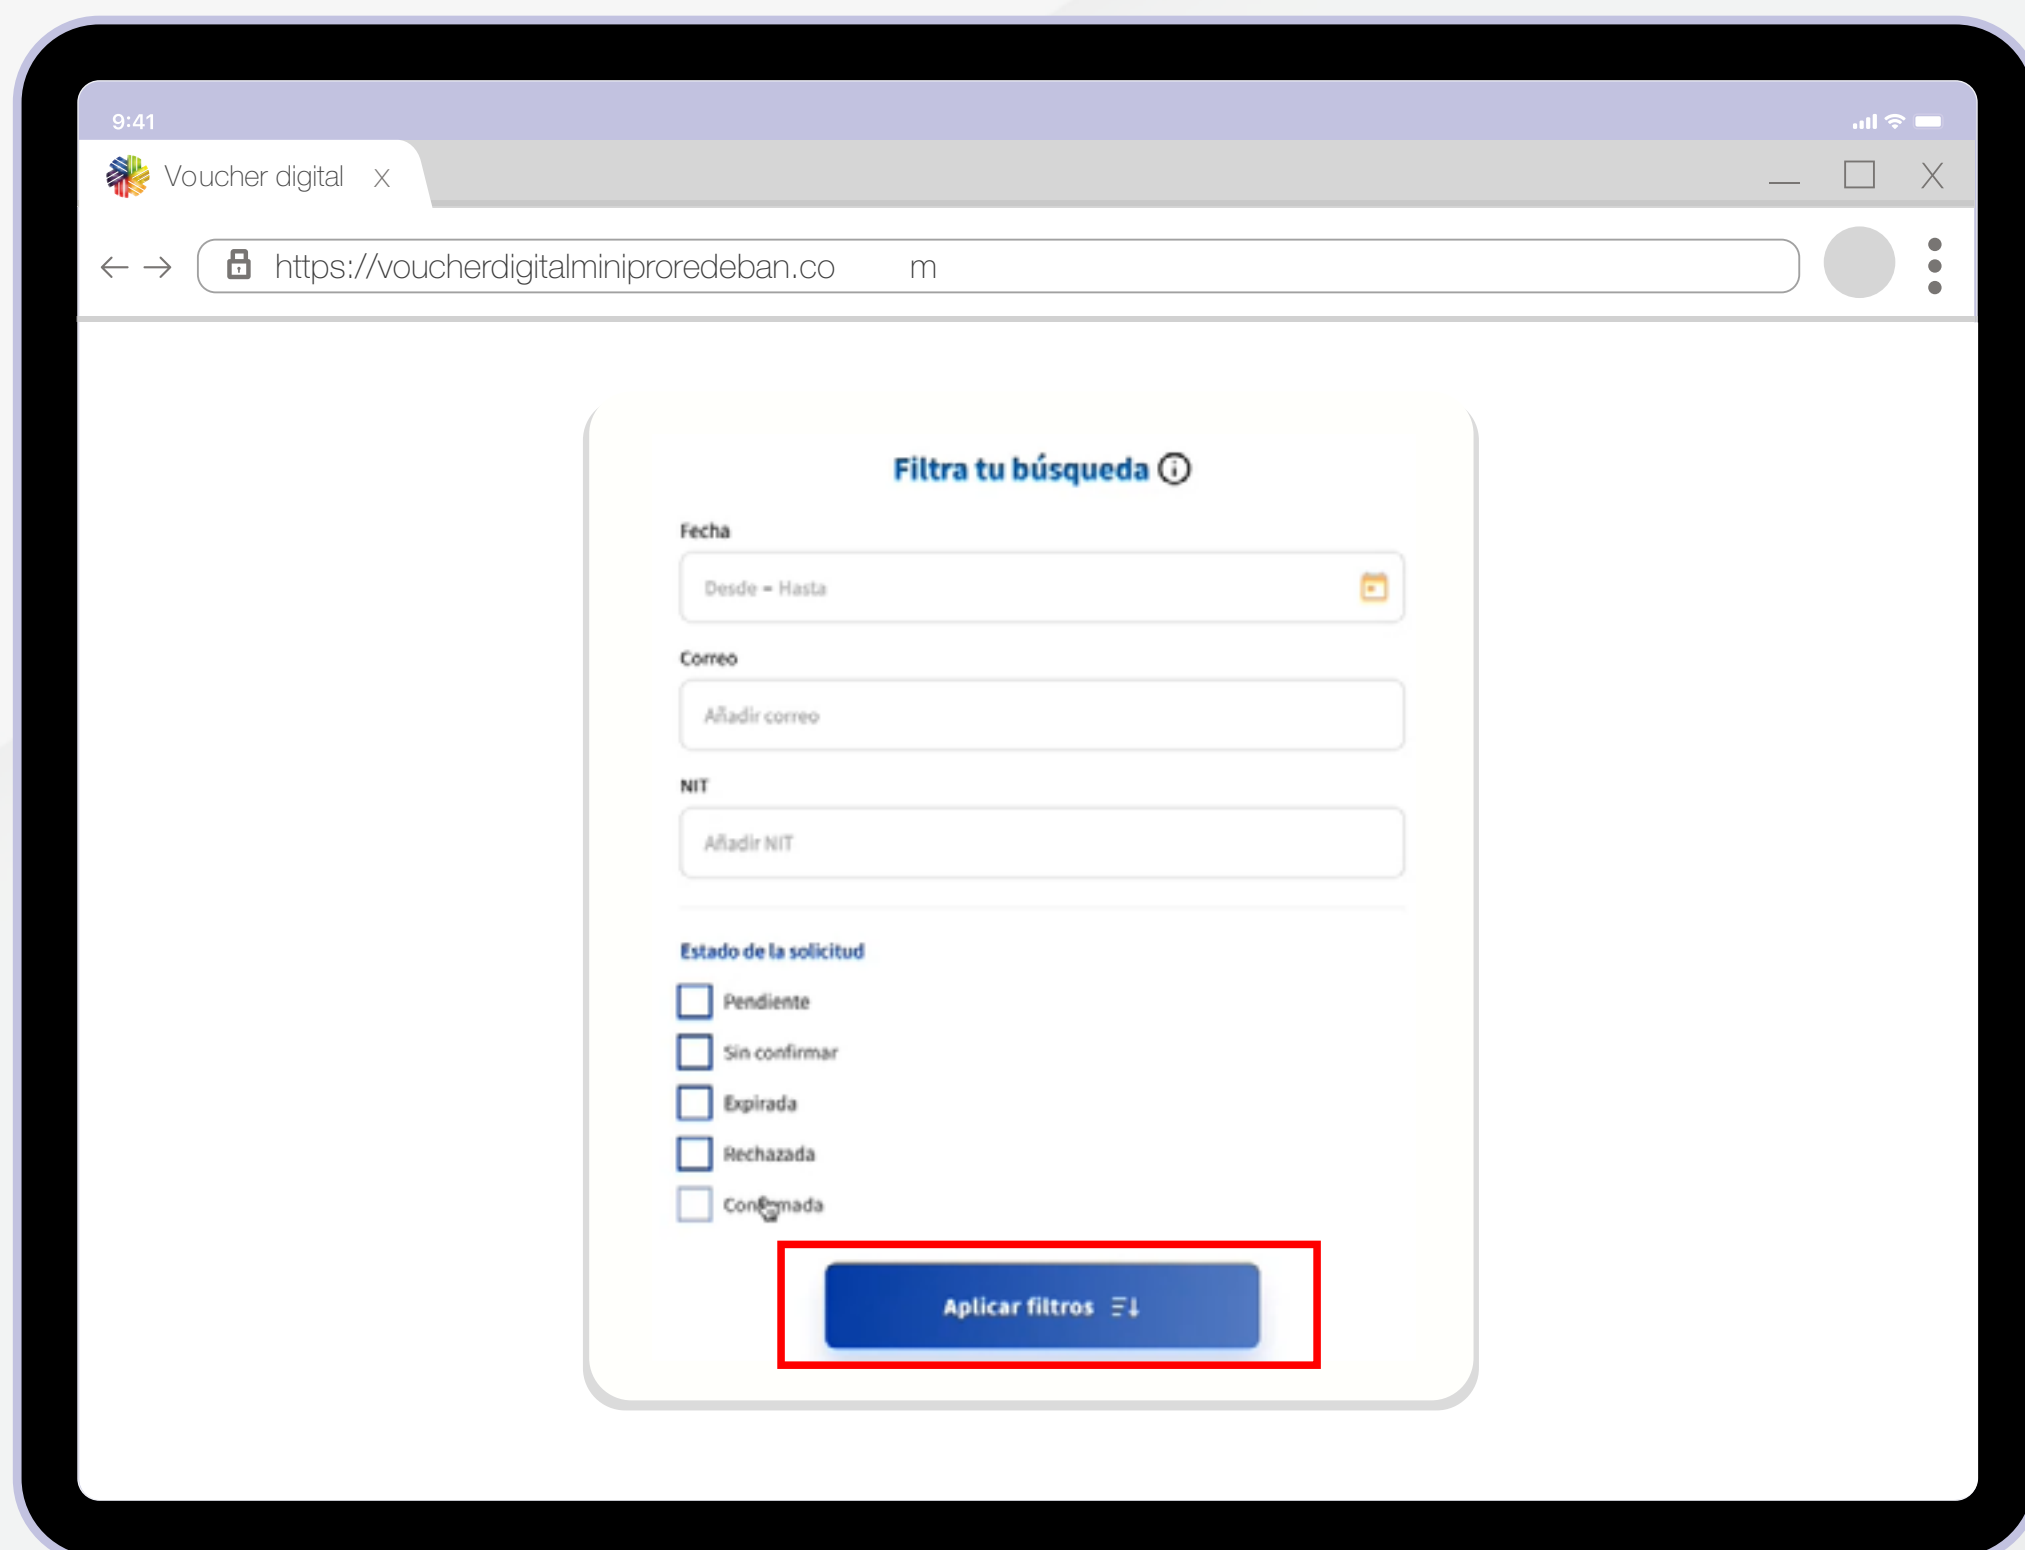 9:41
Voucher digital X
X
https://voucherdigitalminiproredeban.co m
Filtra tu búsqueda
Fecha
Desde - Hasta
Correo
Añadir correo
NIT
Añadir NIT
Estado de la solicitud
Pendiente
Sin confirmar
Expirada
Rechazada
Confirmada
Aplicar filtros